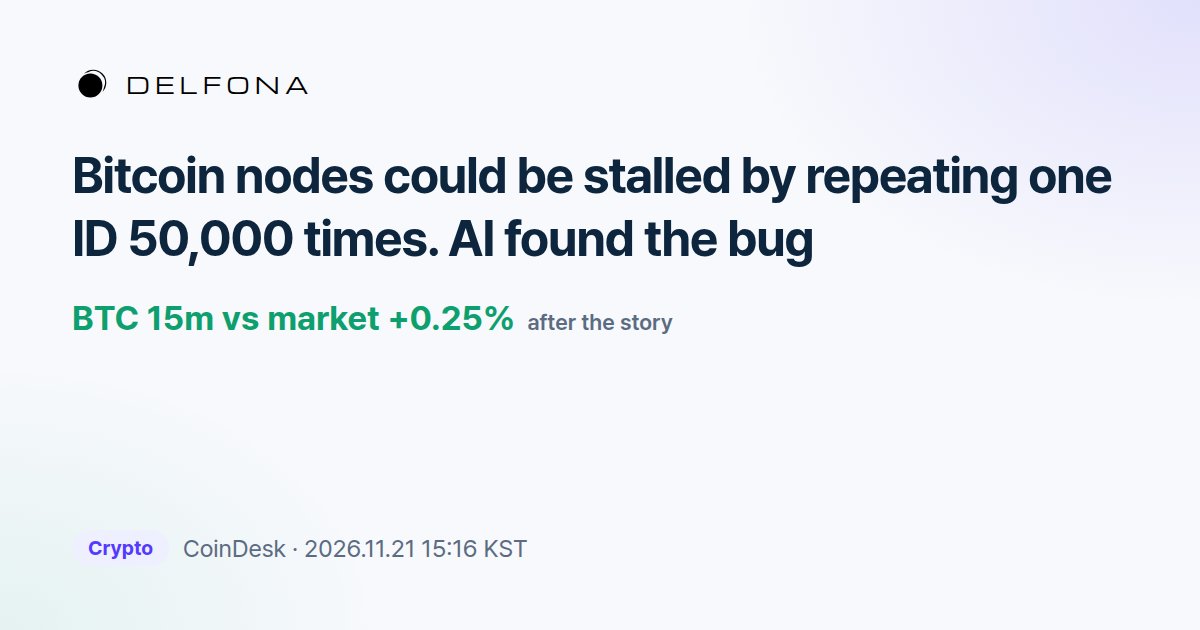 DELFONA
Bitcoin nodes could be stalled by repeating one
ID 50,000 times. AI found the bug
BTC 15m vs market +0.25% after the story
Crypto CoinDesk · 2026.11.21 15:16 KST